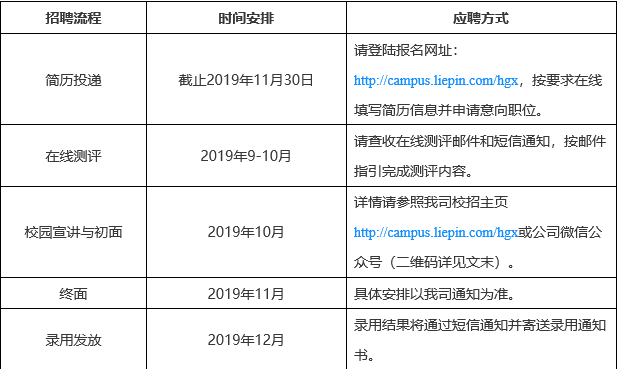 招聘流程 时间安排 应聘方式
简历投递 截止2019年11月30日 请登陆报名网址：
http://campus.liepin.com/hgx，按要求在线
填写简历信息并申请意向职位。
在线测评 2019年9-10月 请查收在线测评邮件和短信通知，按邮件
指引完成测评内容。
校园宣讲与初面 2019年10月 详情请参照我司校招主页
http://campus.liepin.com/hgx或公司微信公
众号（二维码详见文末）。
终面 2019年11月 具体安排以我司通知为准。
录用发放 2019年12月 录用结果将通过短信通知并寄送录用通知
书。